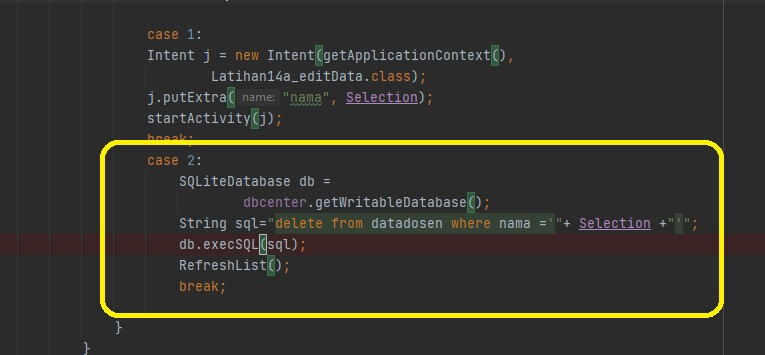 case 1:
Intent j = new Intent(getApplicationContext(),
Latihan14a_editData.class);
j.putExtra( name: "nama", Selection);
startActivity(j);
break;
case 2:
SQLiteDatabase db =
dbcenter.getWritableDatabase();
String sql="delete from datadosen where nama ='"+ Selection +"'";
db.execSQL(sql);
RefreshList();
break;
}
}